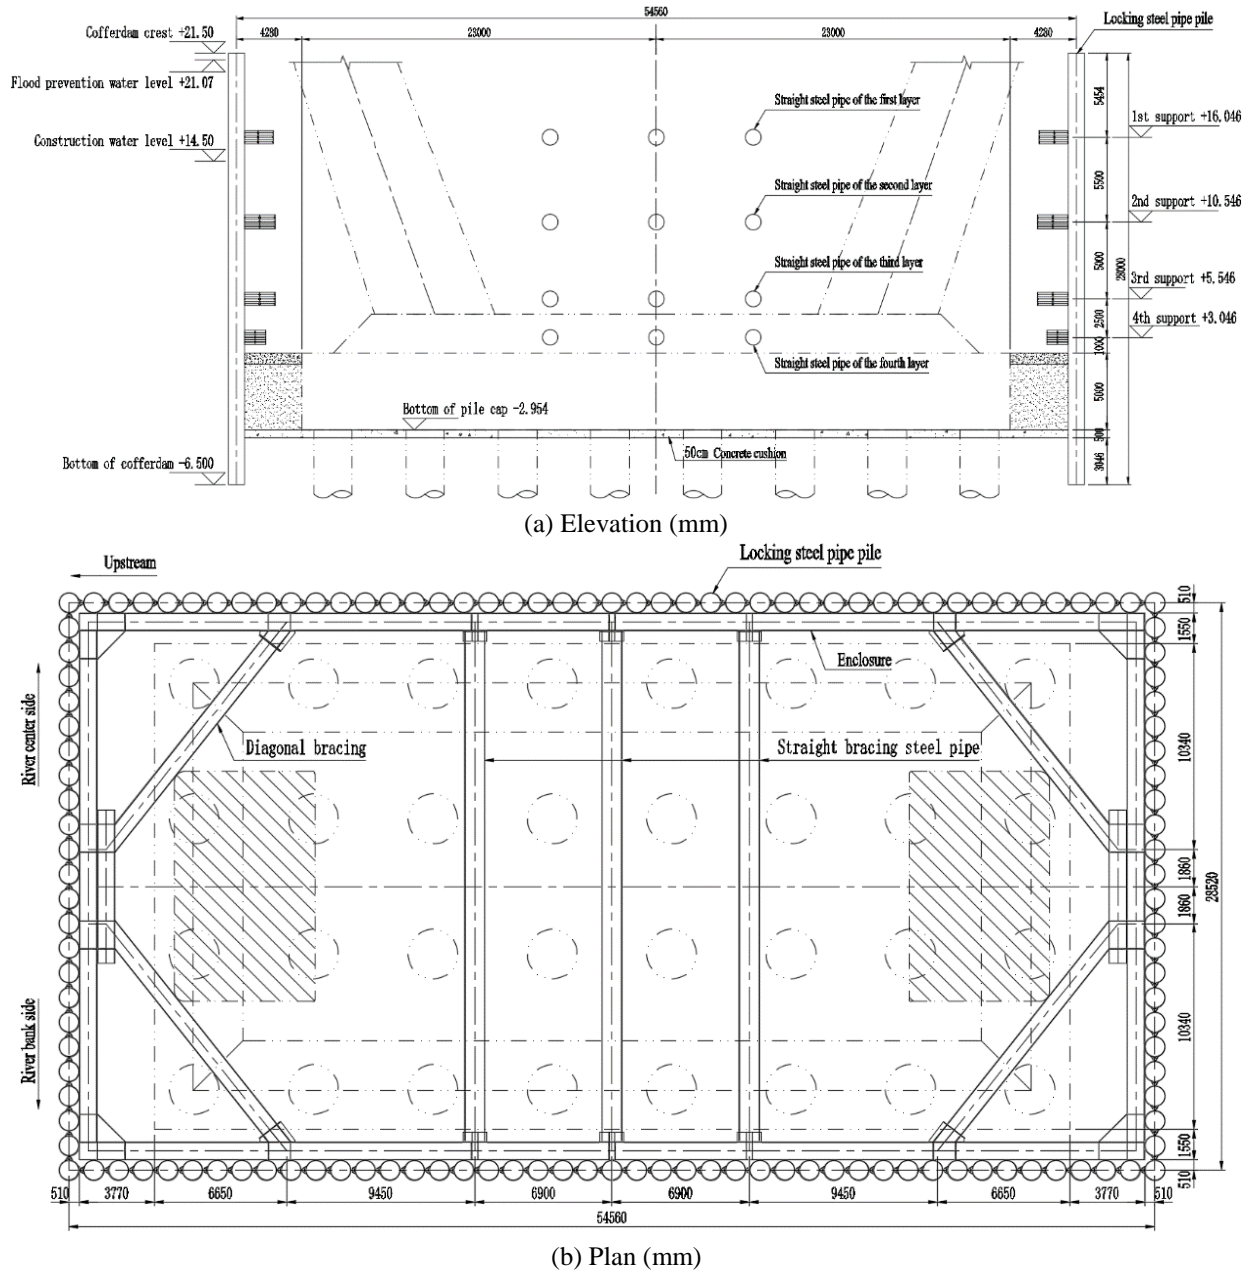 54560
Locking steel pipe pile
Cofferdam crest +21.50
4280
23000
23000
4280
Flood prevention water level +21.07
Straight steel pipe of the first layer
5454
1st support +16.046
Construction water level +14.50
5500
Straight steel pipe of the second layer
2nd support +10.546
5000
28000
Straight steel pipe of the third layer
3rd support +5.546
2500
4th support +3.046
1000
Straight steel pipe of the fourth layer
5000
Bottom of pile cap -2.954
50cm Concrete cushion
Bottom of cofferdam -6.500
3046
(a) Elevation (mm)
Upstream
Locking steel pipe pile
510
1550
Enclosure
River center side
Diagonal bracing
Straight bracing steel pipe
10340
1860
28520
1860
River bank side
10340
1550
510
510
3770
6650
9450
6900
6900
9450
6650
3770
510
54560
(b) Plan (mm)